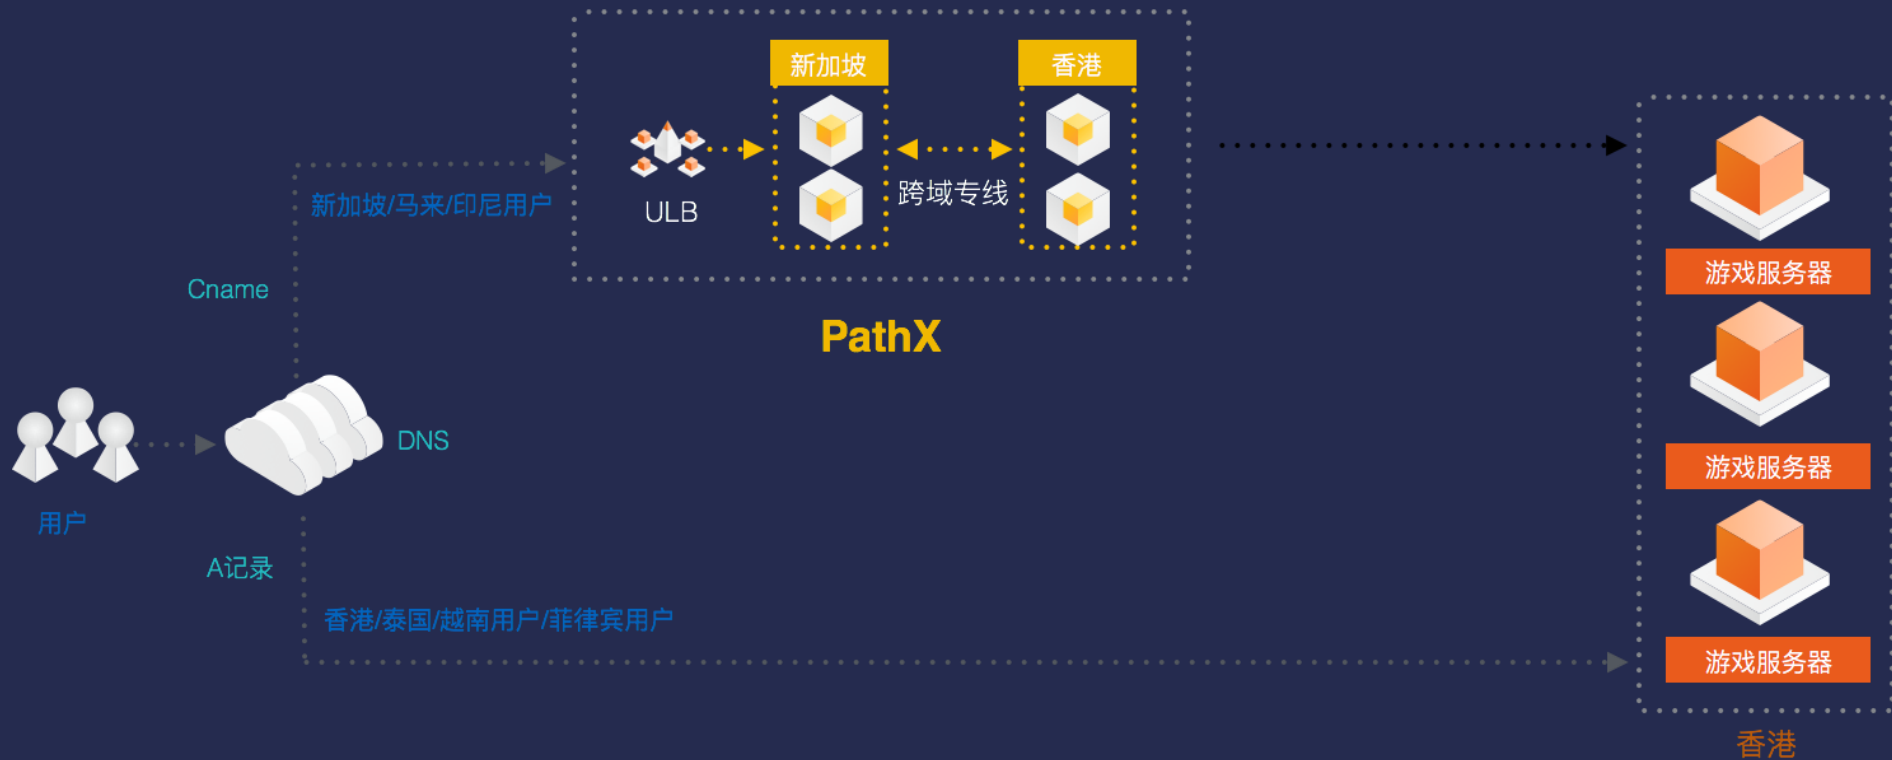 新加坡
香港
新加坡/马来/印尼用户
ULB
跨域专线
游戏服务器
Cname
PathX
DNS
游戏服务器
用户
A记录
香港/泰国/越南用户/菲律宾用户
游戏服务器
香港